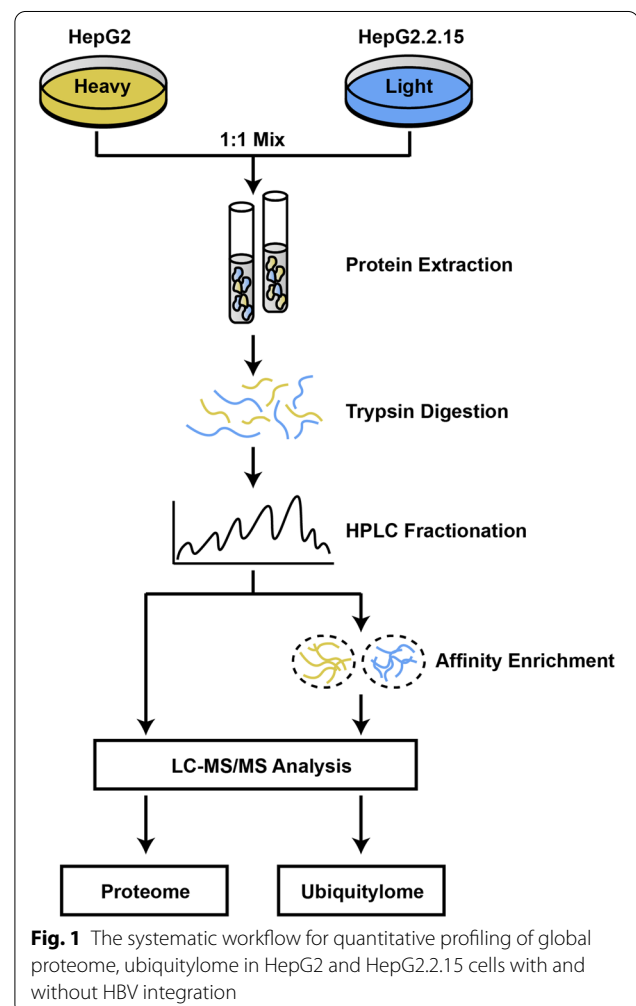 HepG2
HepG2.2.15
Heavy
Light
1:1 Mix
Protein Extraction
Trypsin Digestion
HPLC Fractionation
Affinity Enrichment
LC-MS/MS Analysis
Proteome
Ubiquitylome
Fig. 1 The systematic workflow for quantitative profiling of global
proteome, ubiquitylome in HepG2 and HepG2.2.15 cells with and
without HBV integration